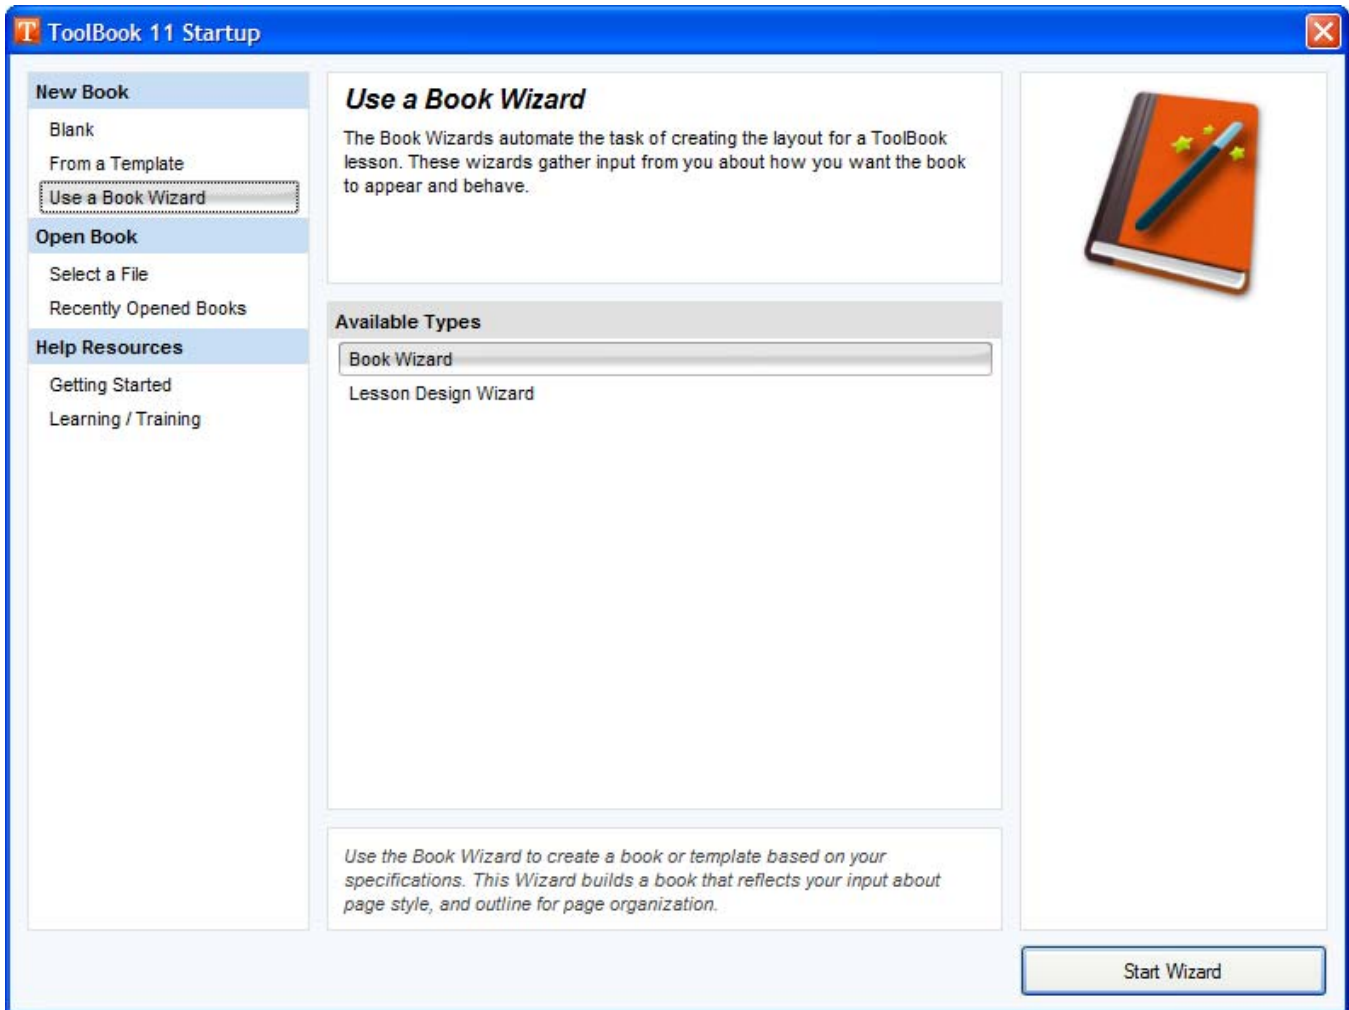 ToolBook 11 Startup
New Book
Blank
From a Template
Use a Book Wizard
Open Book
Select a File
Recently Opened Books
Help Resources
Getting Started
Learning / Training
Use a Book Wizard
The Book Wizards automate the task of creating the layout for a ToolBook
lesson. These wizards gather input from you about how you want the book
to appear and behave.
Available Types
Book Wizard
Lesson Design Wizard
Use the Book Wizard to create a book or template based on your
specifications. This Wizard builds a book that reflects your input about
page style, and outline for page organization.
Start Wizard